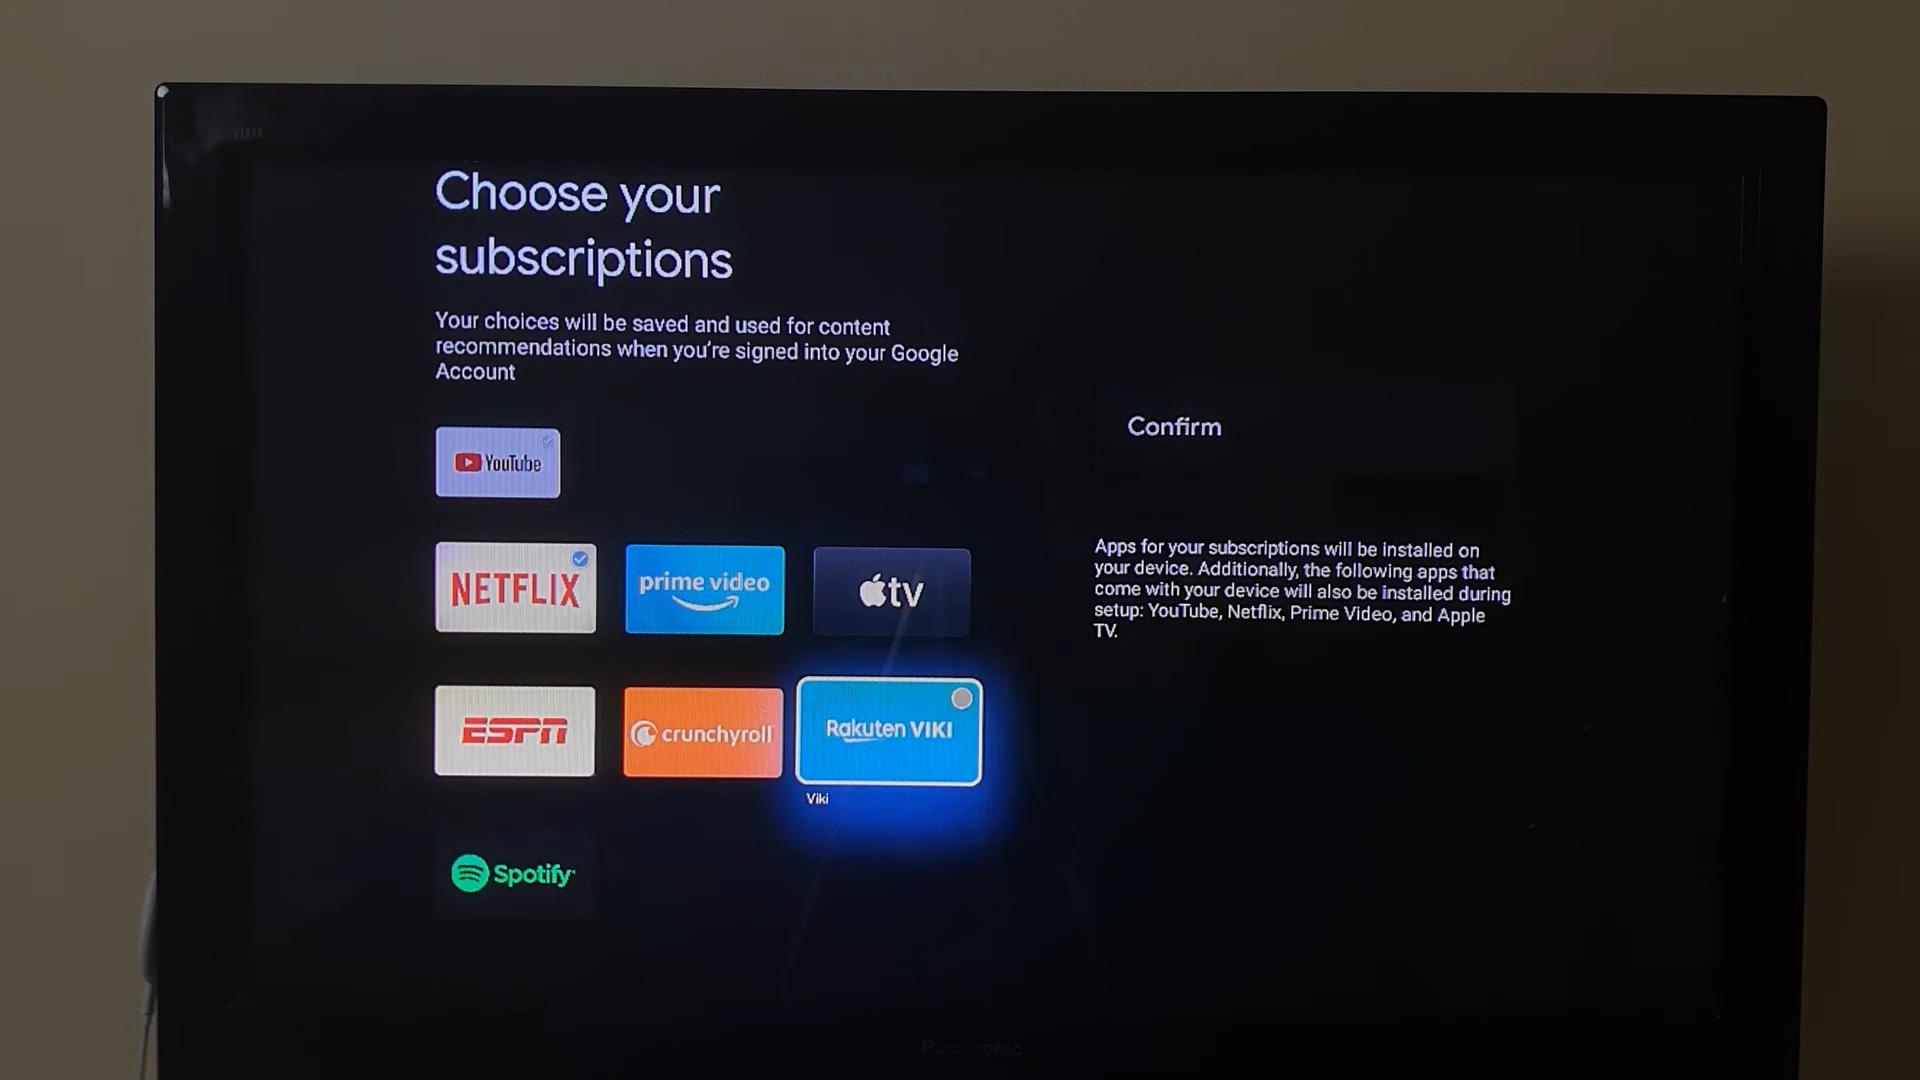 VIERA
Choose your
subscriptions
Your choices will be saved and used for content
recommendations when you're signed into your Google
Account
YouTube
Confirm
NETFLIX
prime video
tv
Apps for your subscriptions will be installed on
your device. Additionally, the following apps that
come with your device will also be installed during
setup: YouTube, Netflix, Prime Video, and Apple
TV.
ESPN
crunchyroll
Rakuten VIKI
Viki
Spotify
Panasonic